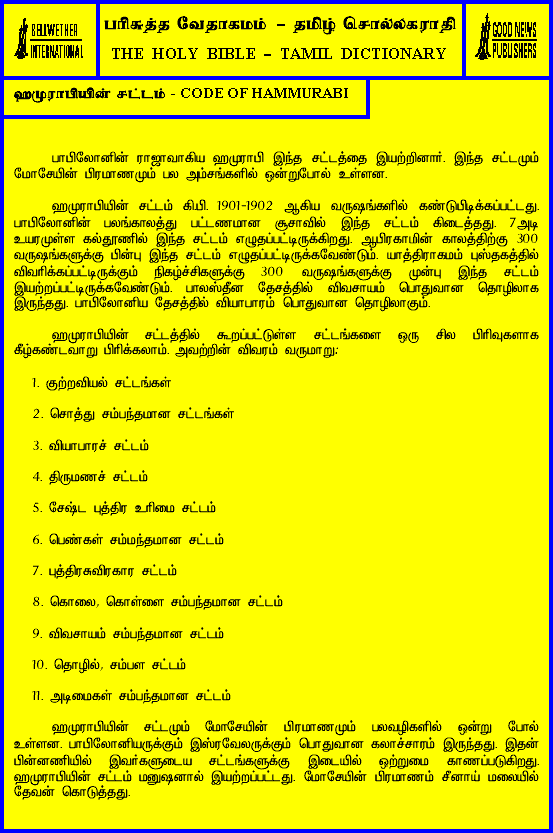 BELLWETHER
INTERNATIONAL
பரிசுத்த வேதாகமம் – தமிழ் சொல்லகராதி
THE HOLY BIBLE – TAMIL DICTIONARY
GOOD NEWS
PUBLISHERS
ஹமுராபியின் சட்டம் - CODE OF HAMMURABI
பாபிலோனின் ராஜாவாகிய ஹமுராபி இந்த சட்டத்தை இயற்றினார். இந்த சட்டமும்
மோசேயின் பிரமாணமும் பல அம்சங்களில் ஒன்றுபோல் உள்ளன.
ஹமுராபியின் சட்டம் கிபி. 1901-1902 ஆகிய வருஷங்களில் கண்டுபிடிக்கப்பட்டது.
பாபிலோனின் பலங்காலத்து பட்டணமான சூசாவில் இந்த சட்டம் கிடைத்தது. 7அடி
உயரமுள்ள கல்தூணில் இந்த சட்டம் எழுதப்பட்டிருக்கிறது. ஆபிரகாமின் காலத்திற்கு 300
வருஷங்களுக்கு பின்பு இந்த சட்டம் எழுதப்பட்டிருக்கவேண்டும். யாத்திராகமம் புஸ்தகத்தில்
விவரிக்கப்பட்டிருக்கும் நிகழ்ச்சிகளுக்கு 300 வருஷங்களுக்கு முன்பு இந்த சட்டம்
இயற்றப்பட்டிருக்கவேண்டும். பாலஸ்தீன தேசத்தில் விவசாயம் பொதுவான தொழிலாக
இருந்தது. பாபிலோனிய தேசத்தில் வியாபாரம் பொதுவான தொழிலாகும்.
ஹமுராபியின் சட்டத்தில் கூறப்பட்டுள்ள சட்டங்களை ஒரு சில பிரிவுகளாக
கீழ்கண்டவாறு பிரிக்கலாம். அவற்றின் விவரம் வருமாறு:
1. குற்றவியல் சட்டங்கள்
2. சொத்து சம்பந்தமான சட்டங்கள்
3. வியாபாரச் சட்டம்
4. திருமணச் சட்டம்
5. சேஷ்ட புத்திர உரிமை சட்டம்
6. பெண்கள் சம்மந்தமான சட்டம்
7. புத்திரசுவிரகார சட்டம்
8. கொலை, கொள்ளை சம்பந்தமான சட்டம்
9. விவசாயம் சம்பந்தமான சட்டம்
10. தொழில், சம்பள சட்டம்
11. அடிமைகள் சம்பந்தமான சட்டம்
ஹமுராபியின் சட்டமும் மோசேயின் பிரமாணமும் பலவழிகளில் ஒன்று போல்
உள்ளன. பாபிலோனியருக்கும் இஸ்ரவேலருக்கும் பொதுவான கலாச்சாரம் இருந்தது. இதன்
பின்னணியில் இவர்களுடைய சட்டங்களுக்கு இடையில் ஒற்றுமை காணப்படுகிறது.
ஹமுராபியின் சட்டம் மனுஷனால் இயற்றப்பட்டது. மோசேயின் பிரமாணம் சீனாய் மலையில்
தேவன் கொடுத்தது.